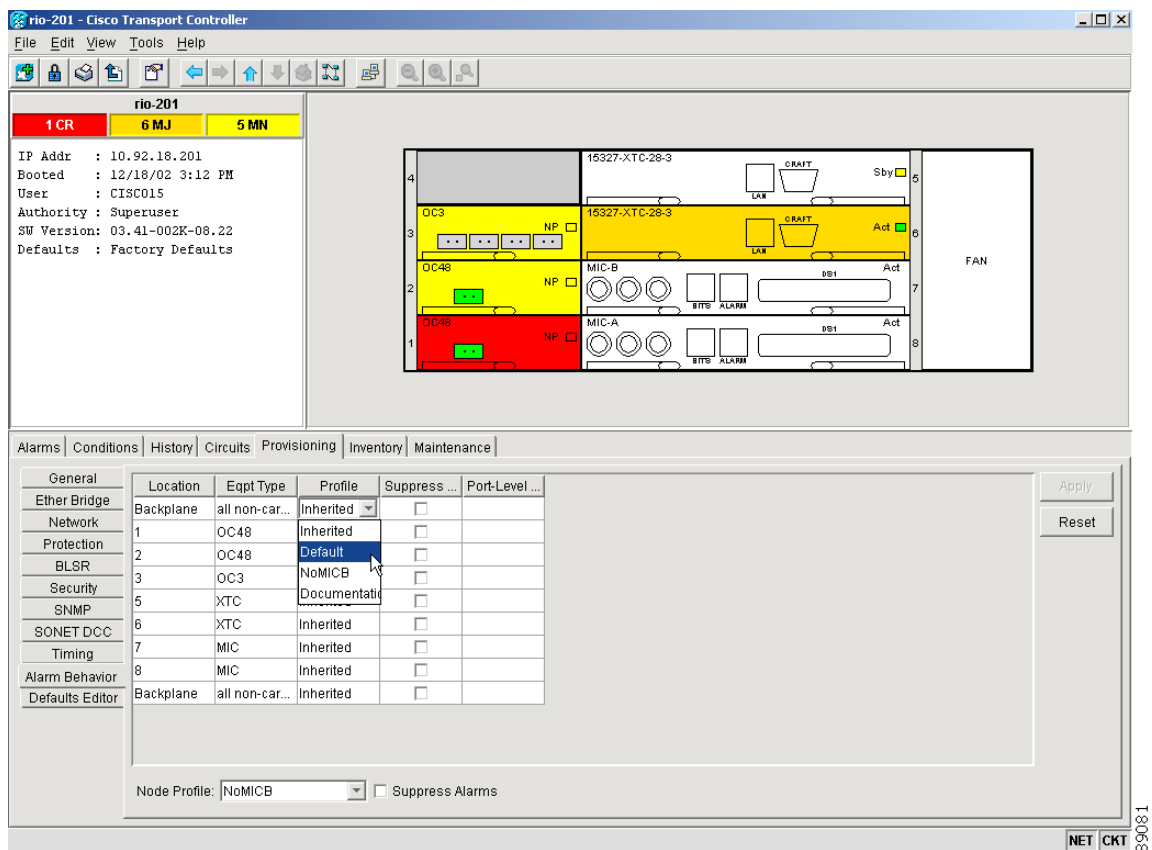 rio-201 - Cisco Transport Controller
File Edit View Tools Help
rio-201
1 CR 6 MJ 5 MN
IP Addr : 10.92.18.201
Booted : 12/18/02 3:12 PM
User : CISCO15
Authority : Superuser
SW Version: 03.41-002K-08.22
Defaults : Factory Defaults
4 15327-XTC-28-3 LAN CRAFT Sby 5
3 OC3 NP 15327-XTC-28-3 LAN CRAFT Act 6
2 OC48 NP MIC-B BITS ALARM DS1 Act 7
1 OC48 NP MIC-A BITS ALARM DS1 Act 8
FAN
Alarms Conditions History Circuits Provisioning Inventory Maintenance
General
Ether Bridge
Network
Protection
BLSR
Security
SNMP
SONET DCC
Timing
Alarm Behavior
Defaults Editor
Location Eqpt Type Profile Suppress ... Port-Level ...
Backplane all non-car... Inherited
1 OC48
2 OC48
3 OC3
5 XTC
6 XTC Inherited
7 MIC Inherited
8 MIC Inherited
Backplane all non-car... Inherited
Inherited
Default
NoMICB
Documentatio
Apply
Reset
Node Profile: NoMICB Suppress Alarms
NET CKT
89081